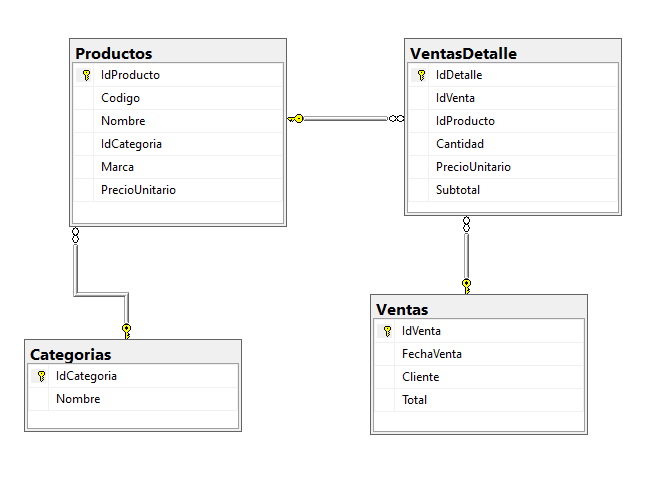 Productos
IdProducto
Codigo
Nombre
IdCategoria
Marca
PrecioUnitario
VentasDetalle
IdDetalle
IdVenta
IdProducto
Cantidad
PrecioUnitario
Subtotal
Categorias
IdCategoria
Nombre
Ventas
IdVenta
FechaVenta
Cliente
Total